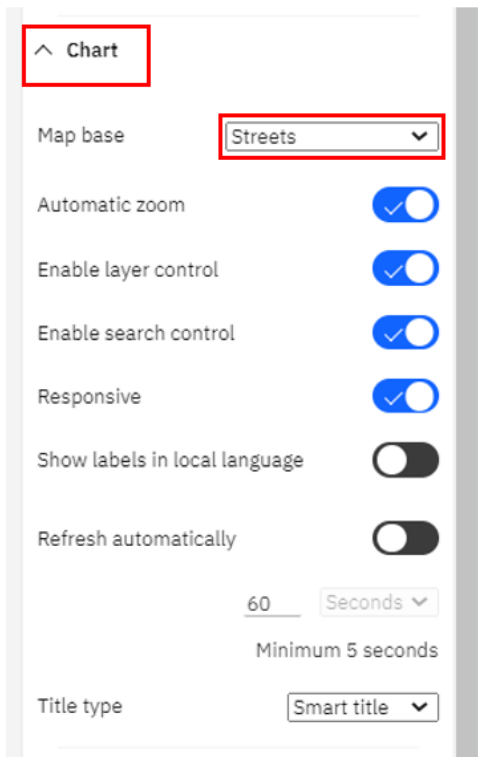 Chart
Map base Streets
Automatic zoom
Enable layer control
Enable search control
Responsive
Show labels in local language
Refresh automatically
60 Seconds
Minimum 5 seconds
Title type Smart title